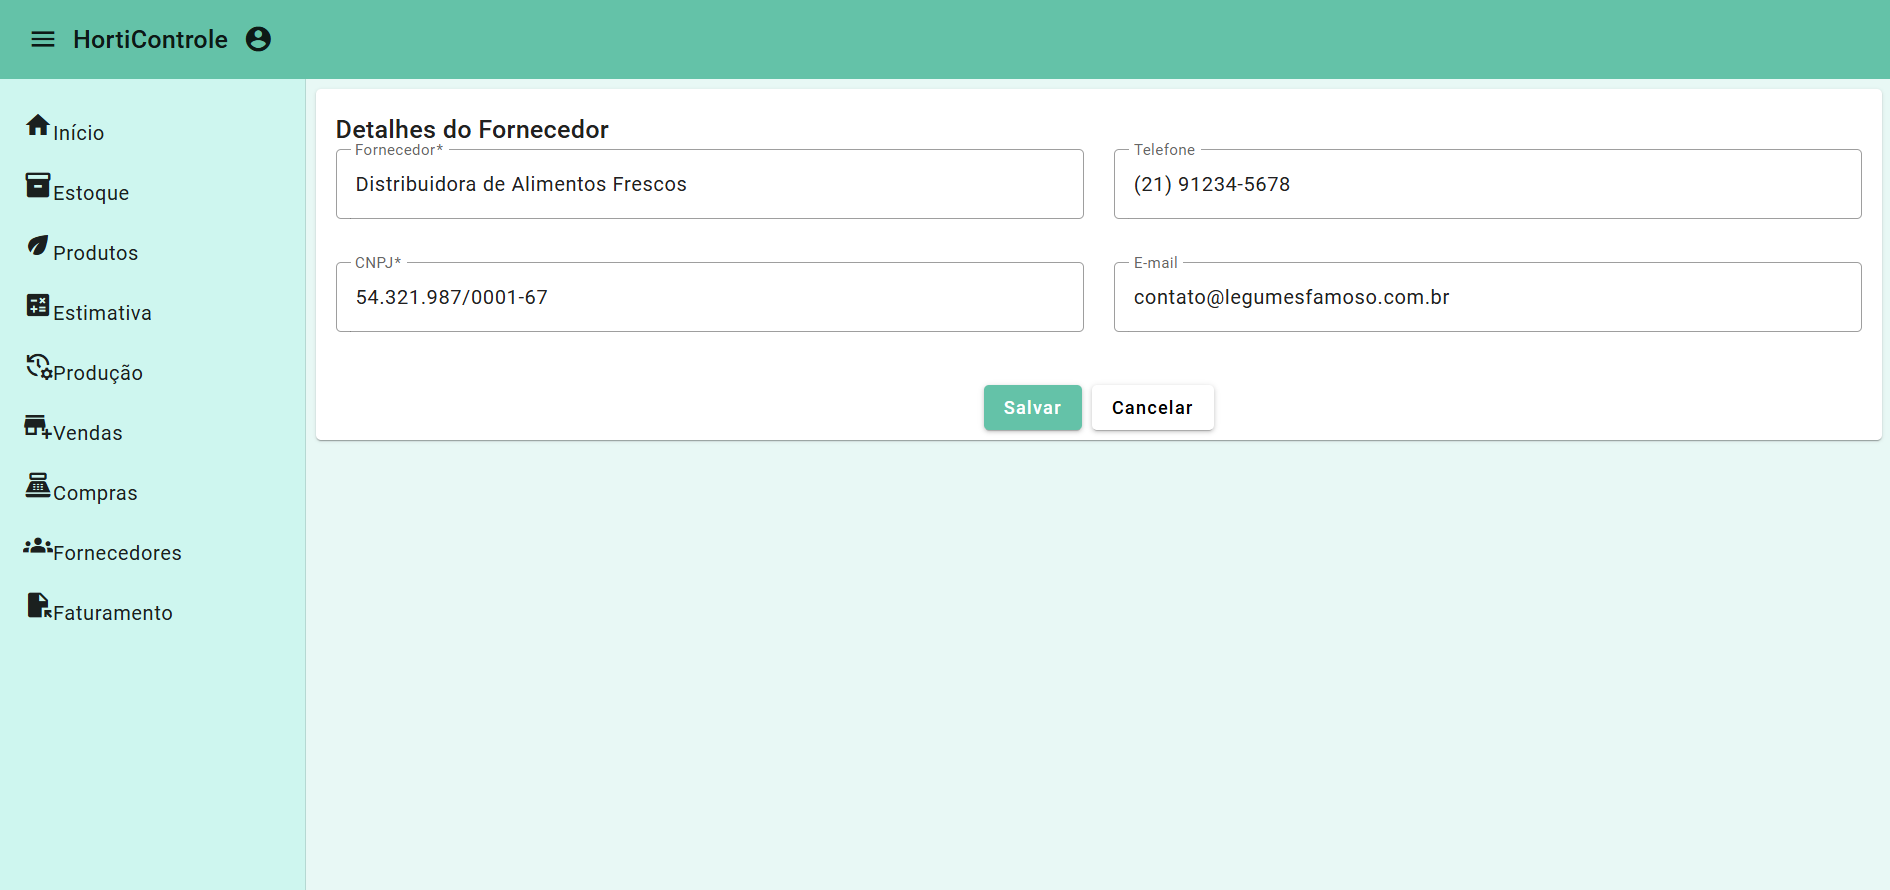 HortiControle
Início
Estoque
Produtos
Estimativa
Produção
Vendas
Compras
Fornecedores
Faturamento
Detalhes do Fornecedor
Fornecedor*
Distribuidora de Alimentos Frescos
Telefone
(21) 91234-5678
CNPJ*
54.321.987/0001-67
E-mail
contato@legumesfamoso.com.br
Salvar
Cancelar